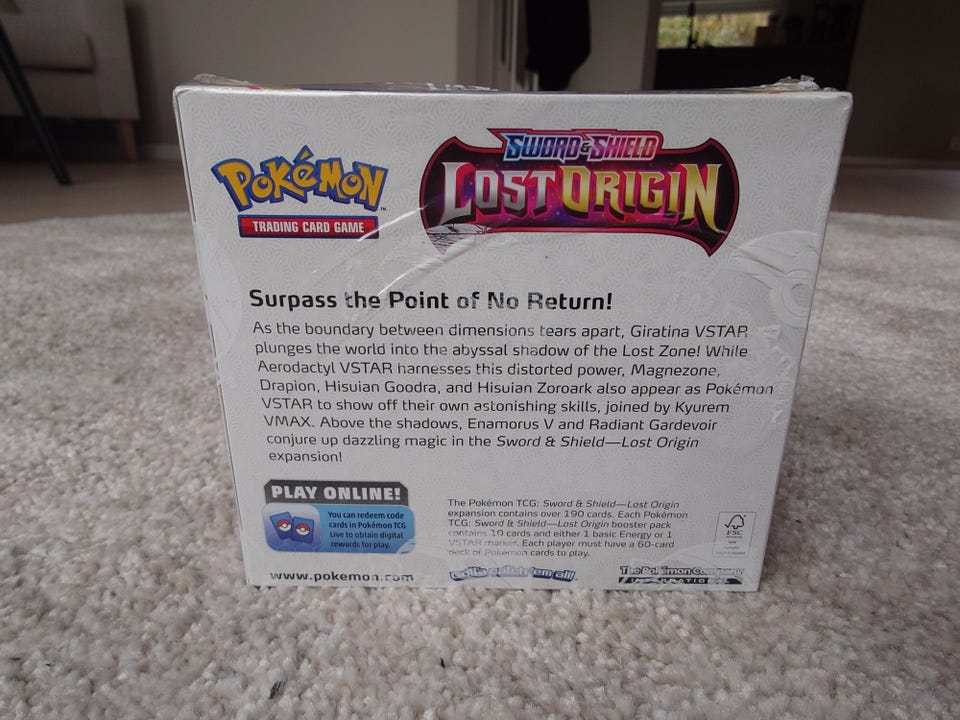 POKéMON
TRADING CARD GAME
SWORD & SHIELD
LOST ORIGIN
Surpass the Point of No Return!
As the boundary between dimensions tears apart, Giratina VSTAR
plunges the world into the abyssal shadow of the Lost Zone! While
Aerodactyl VSTAR harnesses this distorted power, Magnezone,
Drapion, Hisuian Goodra, and Hisuian Zoroark also appear as Pokémon
VSTAR to show off their own astonishing skills, joined by Kyurem
VMAX. Above the shadows, Enamorus V and Radiant Gardevoir
conjure up dazzling magic in the Sword & Shield—Lost Origin
expansion!
PLAY ONLINE!
You can redeem code
cards in Pokémon TCG
Live to obtain digital
rewards for play.
The Pokémon TCG: Sword & Shield—Lost Origin
expansion contains over 190 cards. Each Pokémon
TCG: Sword & Shield—Lost Origin booster pack
contains 10 cards and either 1 basic Energy or 1
VSTAR marker. Each player must have a 60-card
deck of Pokémon cards to play.
FSC
www.pokemon.com
gotta catch 'em all!
The Pokémon Company
INTERNATIONAL